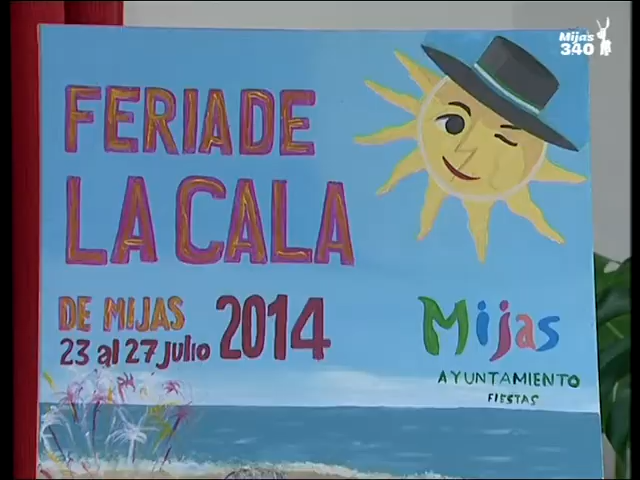 Mijas
340
FERIA DE
LA CALA
DE MIJAS
23 al 27 Julio
2014
Mijas
AYUNTAMIENTO
FIESTAS